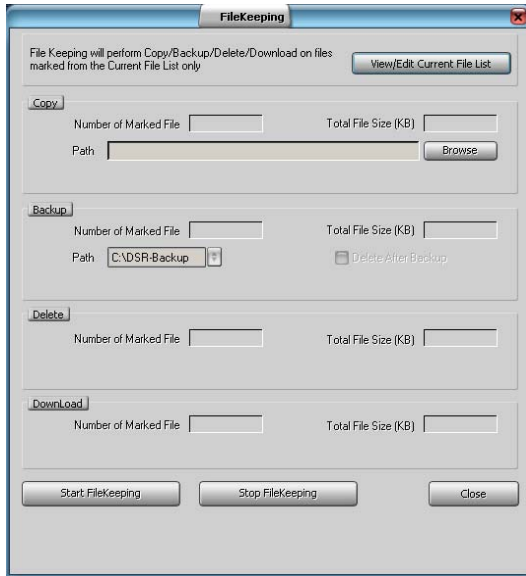 FileKeeping
File Keeping will perform Copy/Backup/Delete/Download on files
marked from the Current File List only
View/Edit Current File List
Copy
Number of Marked File
Total File Size (KB)
Path
Browse
Backup
Number of Marked File
Total File Size (KB)
Path
C:\DSR-Backup
Delete After Backup
Delete
Number of Marked File
Total File Size (KB)
DownLoad
Number of Marked File
Total File Size (KB)
Start FileKeeping
Stop FileKeeping
Close